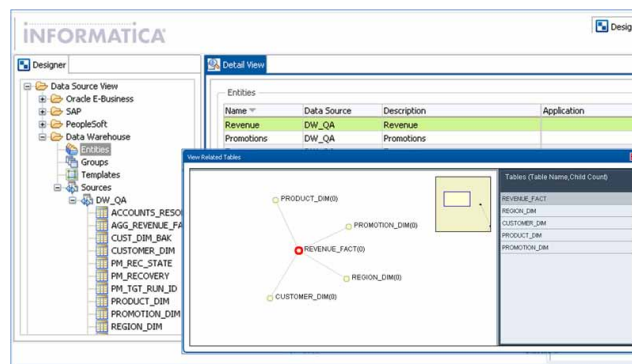 INFORMATICA
Desig
Designer
Data Source View
Oracle E-Business
SAP
PeopleSoft
Data Warehouse
Entities
Groups
Templates
Sources
DW_QA
ACCOUNTS_RESO
AGG_REVENUE_FA
CUST_DIM_BAK
CUSTOMER_DIM
PM_REC_STATE
PM_RECOVERY
PM_TGT_RUN_ID
PRODUCT_DIM
PROMOTION_DIM
REGION_DIM
Detail View
Entities
Name Data Source Description Application
Revenue DW_QA Revenue
Promotions DW_QA Promotions
View Related Tables
PRODUCT_DIM(0)
PROMOTION_DIM(0)
REVENUE_FACT(0)
REGION_DIM(0)
CUSTOMER_DIM(0)
Tables (Table Name,Child Count)
REVENUE_FACT
REGION_DIM
CUSTOMER_DIM
PRODUCT_DIM
PROMOTION_DIM